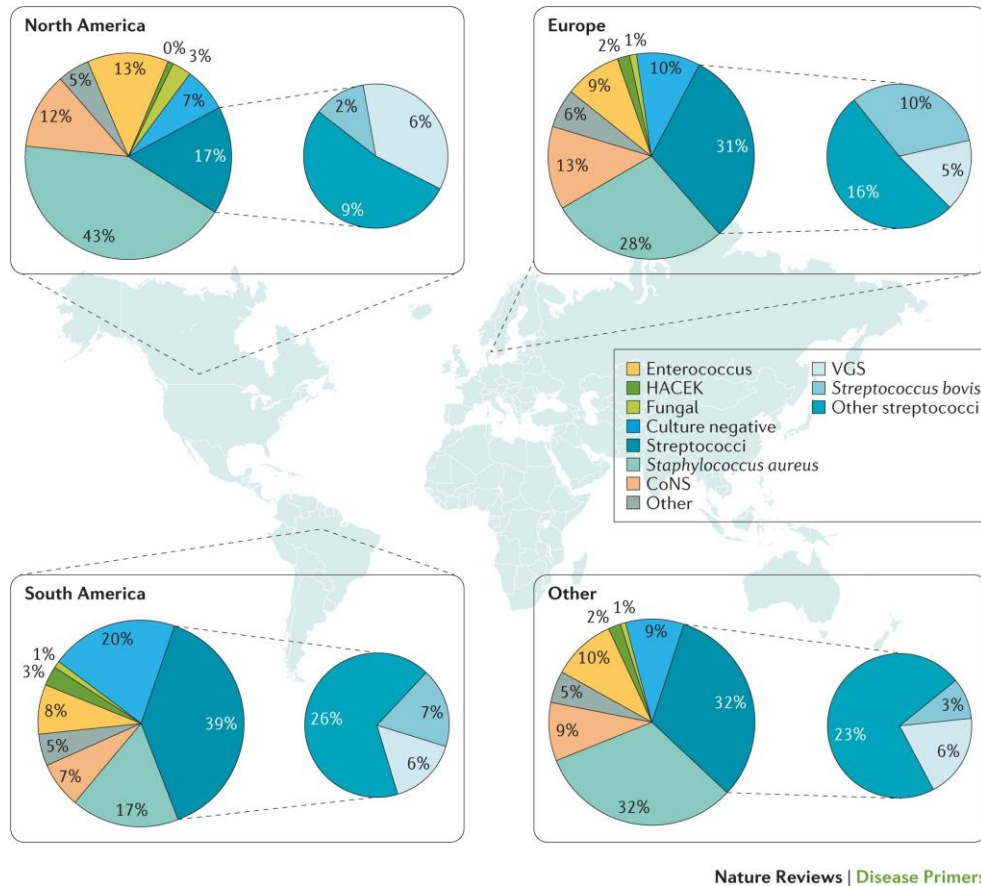 North America
0%
3%
13%
5%
7%
12%
17%
43%
2%
6%
9%
Europe
1%
2%
10%
9%
6%
31%
13%
28%
10%
5%
16%
Enterococcus
HACEK
Fungal
Culture negative
Streptococci
Staphylococcus aureus
CoNS
Other
VGS
Streptococcus bovis
Other streptococci
South America
20%
1%
3%
8%
39%
5%
7%
17%
26%
7%
6%
Other
1%
2%
9%
10%
5%
32%
9%
32%
3%
23%
6%
Nature Reviews | Disease Primers